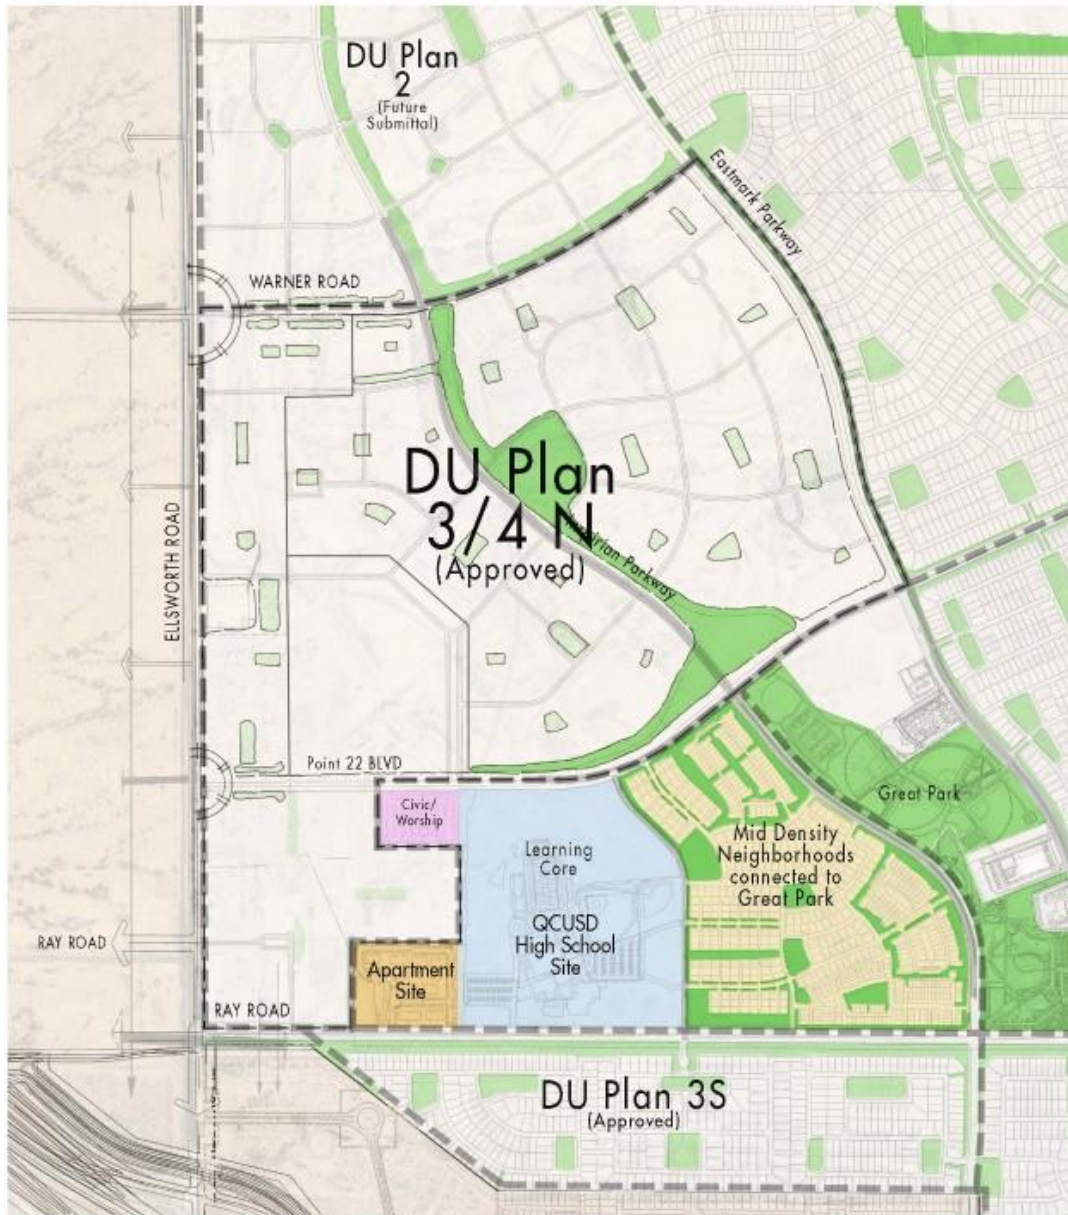 DU Plan
2
(Future
Submittal)
Eastmark Parkway
WARNER ROAD
DU Plan
3/4 N
(Approved)
Parkway
ELLSWORTH ROAD
Point 22 BLVD
Civic/
Worship
Great Park
Learning
Core
Mid Density
Neighborhoods
connected to
Great Park
QCUSD
High School
Site
RAY ROAD
Apartment
Site
RAY ROAD
DU Plan 3S
(Approved)